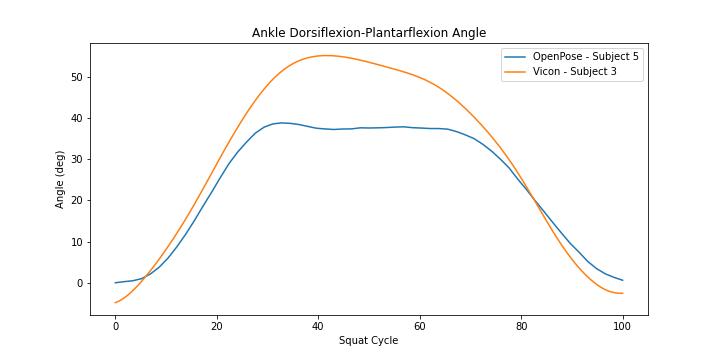 Ankle Dorsiflexion-Plantarflexion Angle
OpenPose - Subject 5
Vicon - Subject 3
Angle (deg)
50
40
30
20
10
0
0 20 40 60 80 100
Squat Cycle